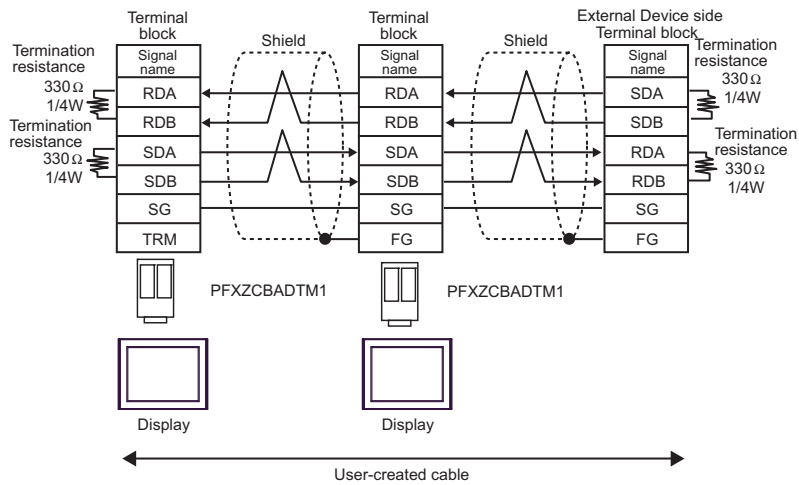 Terminal
block
Terminal
block
External Device side
Terminal block
Termination
resistance
330Ω
1/4W
Termination
resistance
330Ω
1/4W
Signal
name
RDA
RDB
SDA
SDB
SG
TRM
Shield
Signal
name
RDA
RDB
SDA
SDB
SG
FG
Shield
Signal
name
SDA
SDB
RDA
RDB
SG
FG
Termination
resistance
330Ω
1/4W
Termination
resistance
330Ω
1/4W
PFXZCBADTM1
PFXZCBADTM1
Display
Display
User-created cable